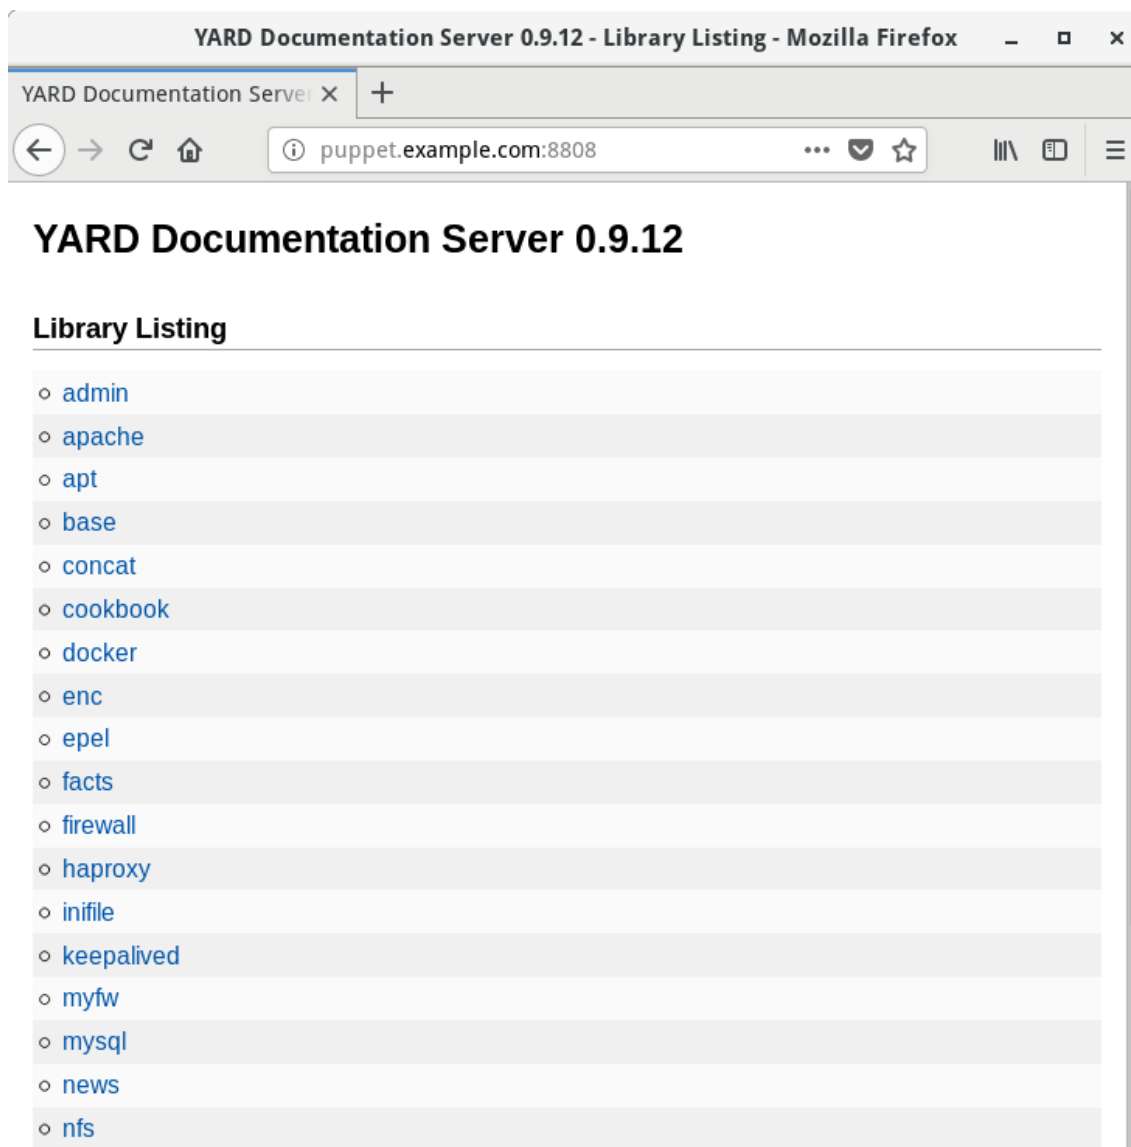 YARD Documentation Server 0.9.12 - Library Listing - Mozilla Firefox
YARD Documentation Server
puppet.example.com:8808
YARD Documentation Server 0.9.12
Library Listing
admin
apache
apt
base
concat
cookbook
docker
enc
epel
facts
firewall
haproxy
inifile
keepalived
myfw
mysql
news
nfs